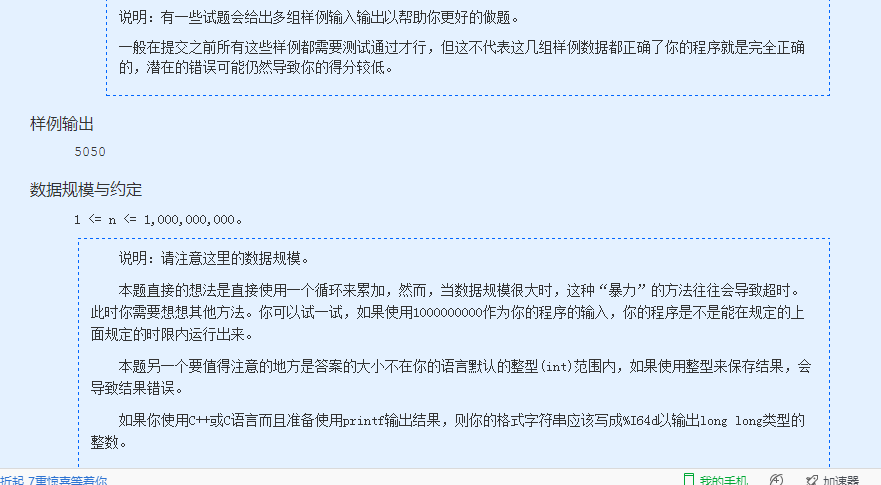 说明：有一些试题会给出多组样例输入输出以帮助你更好的做题。
一般在提交之前所有这些样例都需要测试通过才行，但这不代表这几组样例数据都正确了你的程序就是完全正确
的，潜在的错误可能仍然导致你的得分较低。
样例输出
5050
数据规模与约定
1 <= n <= 1,000,000,000。
说明：请注意这里的数据规模。
本题直接的想法是直接使用一个循环来累加，然而，当数据规模很大时，这种“暴力”的方法往往会导致超时。
此时你需要想想其他方法。你可以试一试，如果使用1000000000作为你的程序的输入，你的程序是不是能在规定的上
面规定的时限内运行出来。
本题另一个要值得注意的地方是答案的大小不在你的语言默认的整型(int)范围内，如果使用整型来保存结果，会
导致结果错误。
如果你使用C++或C语言而且准备使用printf输出结果，则你的格式字符串应该写成%I64d以输出long long类型的
整数。
折起 7重惊喜等着你 我的手机 加速器